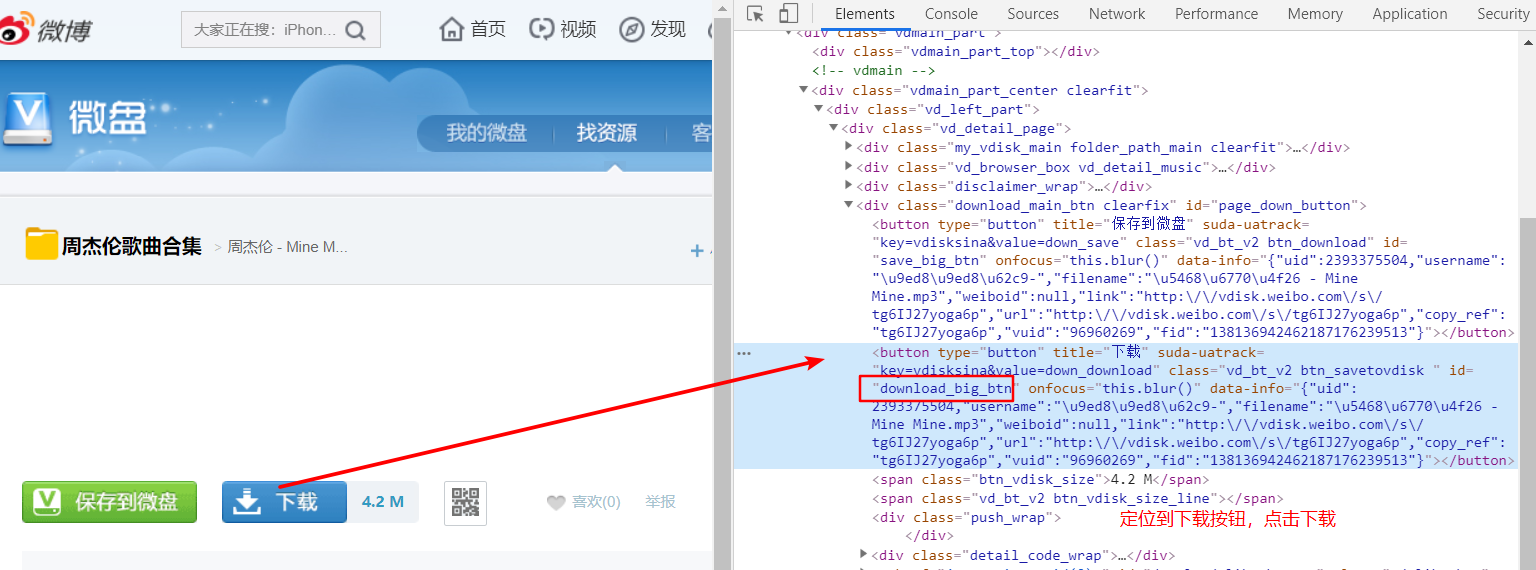 微博
大家正在搜：iPhon...
首页
视频
发现
微盘
我的微盘
找资源
客
周杰伦歌曲合集 > 周杰伦 - Mine M...
+
保存到微盘
下载
4.2 M
喜欢(0)
举报
Elements
Console
Sources
Network
Performance
Memory
Application
Security
<div class="vdmain_part">
<div class="vdmain_part_top"></div>
<!-- vdmain -->
▼<div class="vdmain_part_center clearfit">
▼<div class="vd_left_part">
▼<div class="vd_detail_page">
▶<div class="my_vdisk_main folder_path_main clearfit">…</div>
▶<div class="vd_browser_box vd_detail_music">…</div>
▶<div class="disclaimer_wrap">…</div>
▼<div class="download_main_btn clearfix" id="page_down_button">
<button type="button" title="保存到微盘" suda-uatrack=
"key=vdisksina&value=down_save" class="vd_bt_v2 btn_download" id=
"save_big_btn" onfocus="this.blur()" data-info="{"uid":2393375504,"username":
"\u9ed8\u9ed8\u62c9-","filename":"\u5468\u6770\u4f26 - Mine
Mine.mp3","weiboid":null,"link":"http:\/\/vdisk.weibo.com\/s\/
tg6IJ27yoga6p","url":"http:\/\/vdisk.weibo.com\/s\/tg6IJ27yoga6p","copy_ref":
"tg6IJ27yoga6p","vuid":"96960269","fid":"138136942462187176239513"}"></button>
<button type="button" title="下载" suda-uatrack=
"key=vdisksina&value=down_download" class="vd_bt_v2 btn_savetovdisk " id=
"download_big_btn" onfocus="this.blur()" data-info="{"uid":
2393375504,"username":"\u9ed8\u9ed8\u62c9-","filename":"\u5468\u6770\u4f26 -
Mine Mine.mp3","weiboid":null,"link":"http:\/\/vdisk.weibo.com\/s\/
tg6IJ27yoga6p","url":"http:\/\/vdisk.weibo.com\/s\/tg6IJ27yoga6p","copy_ref":
"tg6IJ27yoga6p","vuid":"96960269","fid":"138136942462187176239513"}"></button>
<span class="btn_vdisk_size">4.2 M</span>
<span class="vd_bt_v2 btn_vdisk_size_line"></span>
<div class="push_wrap">
定位到下载按钮，点击下载
</div>
▶<div class="detail_code_wrap">…</div>